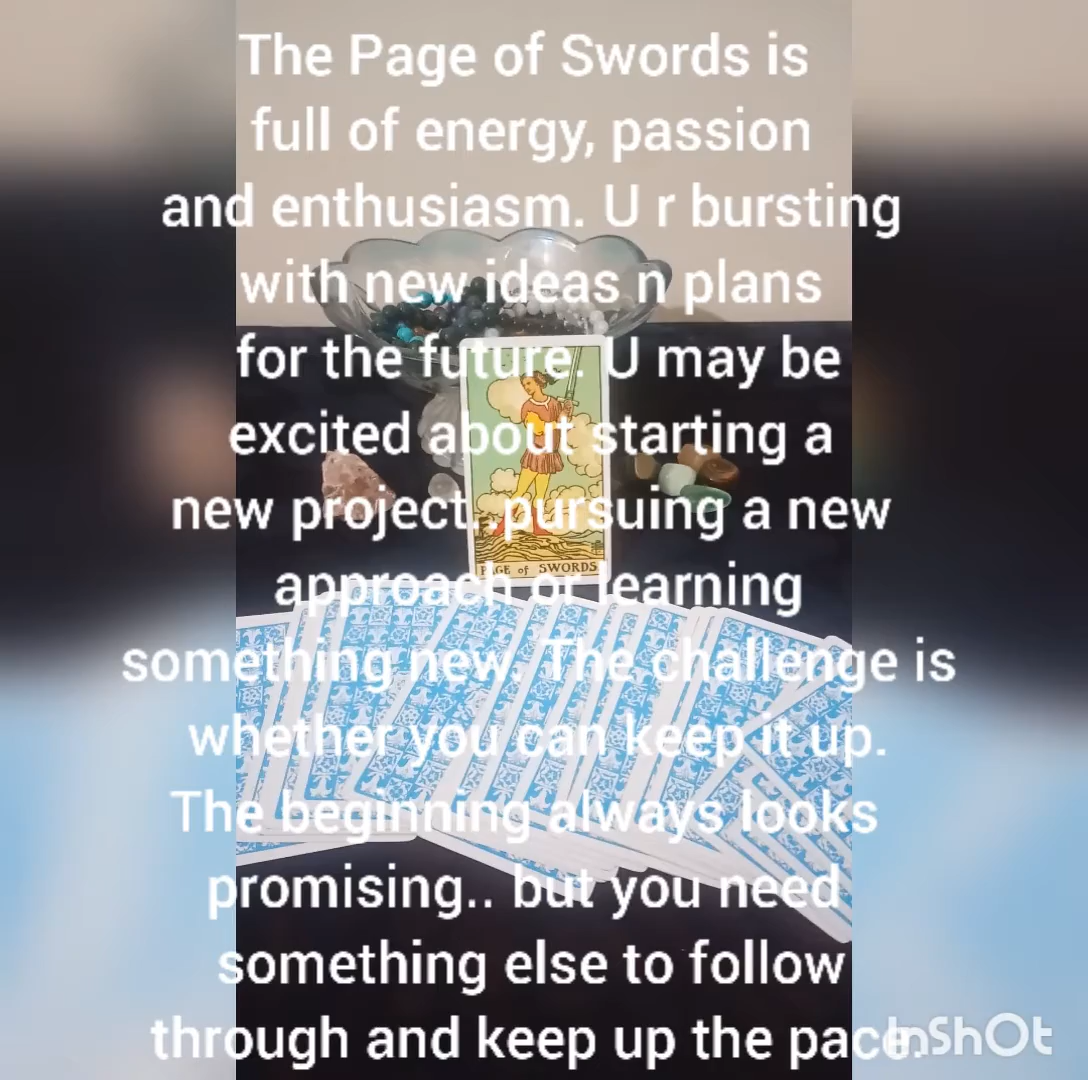 The Page of Swords is
full of energy, passion
and enthusiasm. U r bursting
with new ideas n plans
for the future. U may be
excited about starting a
new project..pursuing a new
approach or learning
something new. The challenge is
whether you can keep it up.
The beginning always looks
promising.. but you need
something else to follow
through and keep up the pace.
InShOt
PAGE of SWORDS